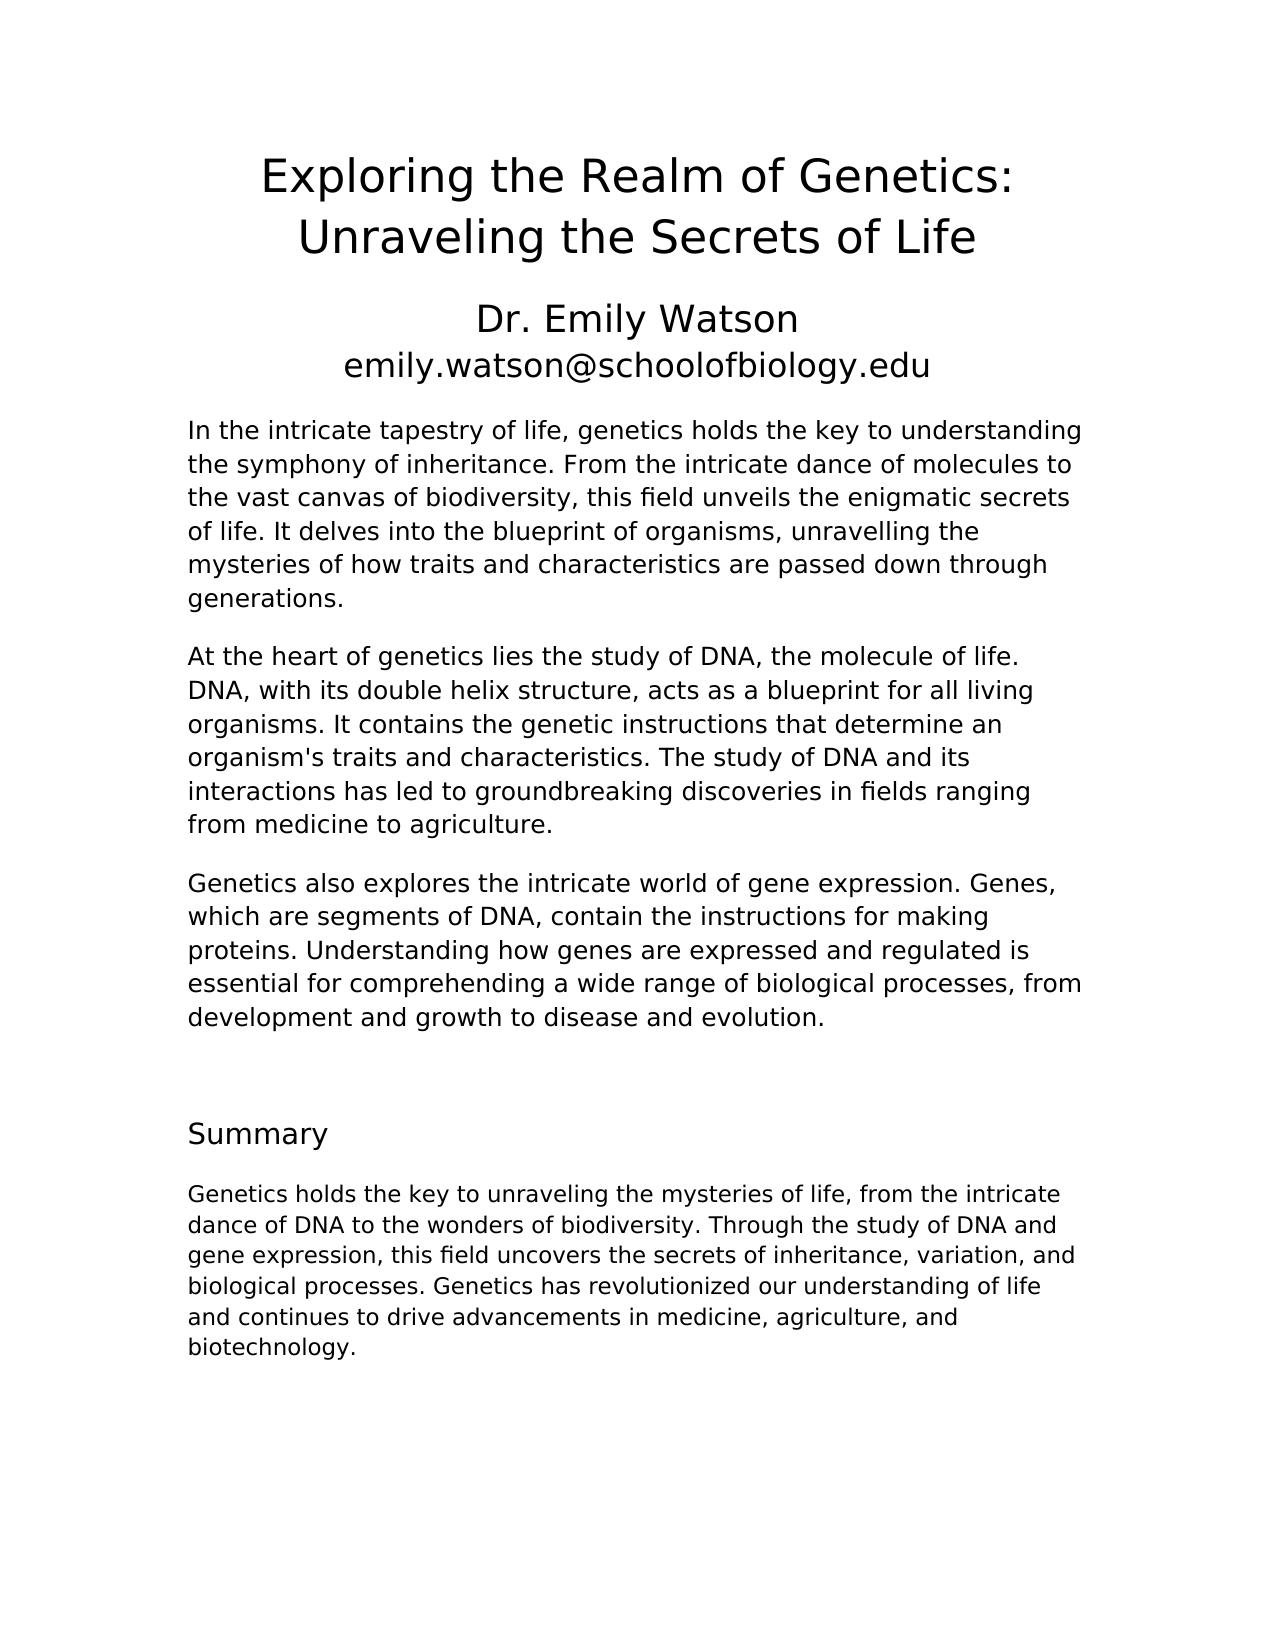 Exploring the Realm of Genetics:
Unraveling the Secrets of Life
Dr. Emily Watson
emily.watson@schoolofbiology.edu
In the intricate tapestry of life, genetics holds the key to understanding
the symphony of inheritance. From the intricate dance of molecules to
the vast canvas of biodiversity, this field unveils the enigmatic secrets
of life. It delves into the blueprint of organisms, unravelling the
mysteries of how traits and characteristics are passed down through
generations.
At the heart of genetics lies the study of DNA, the molecule of life.
DNA, with its double helix structure, acts as a blueprint for all living
organisms. It contains the genetic instructions that determine an
organism's traits and characteristics. The study of DNA and its
interactions has led to groundbreaking discoveries in fields ranging
from medicine to agriculture.
Genetics also explores the intricate world of gene expression. Genes,
which are segments of DNA, contain the instructions for making
proteins. Understanding how genes are expressed and regulated is
essential for comprehending a wide range of biological processes, from
development and growth to disease and evolution.
Summary
Genetics holds the key to unraveling the mysteries of life, from the intricate
dance of DNA to the wonders of biodiversity. Through the study of DNA and
gene expression, this field uncovers the secrets of inheritance, variation, and
biological processes. Genetics has revolutionized our understanding of life
and continues to drive advancements in medicine, agriculture, and
biotechnology.